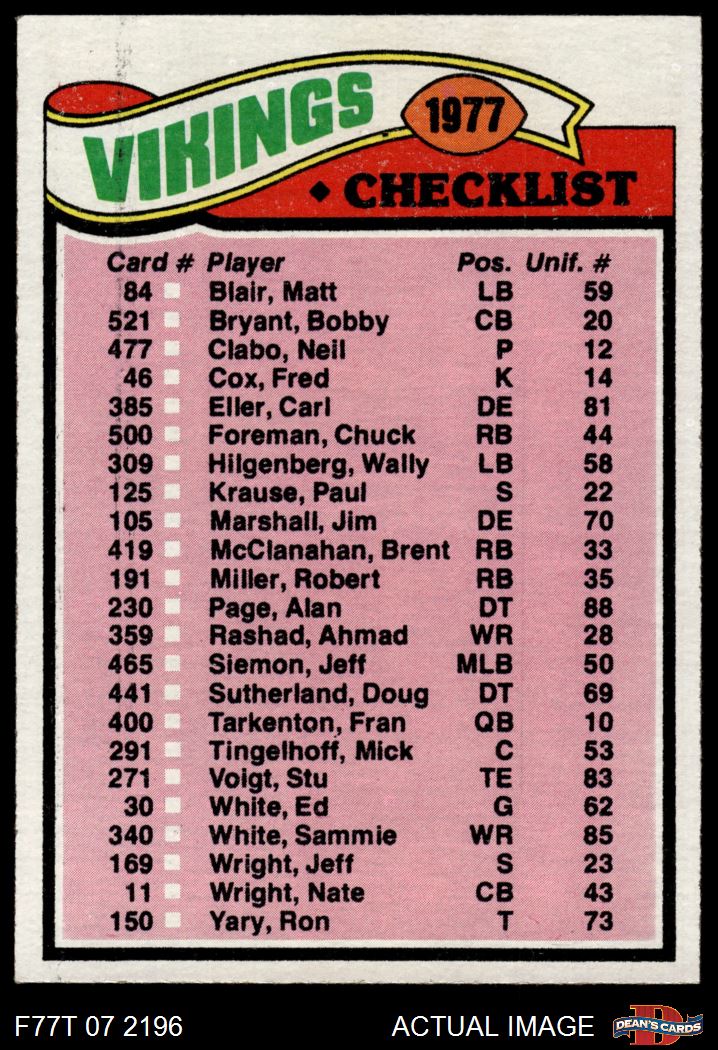 VIKINGS 1977
◆ CHECKLIST
Card # Player Pos. Unif. #
84 Blair, Matt LB 59
521 Bryant, Bobby CB 20
477 Clabo, Neil P 12
46 Cox, Fred K 14
385 Eller, Carl DE 81
500 Foreman, Chuck RB 44
309 Hilgenberg, Wally LB 58
125 Krause, Paul S 22
105 Marshall, Jim DE 70
419 McClanahan, Brent RB 33
191 Miller, Robert RB 35
230 Page, Alan DT 88
359 Rashad, Ahmad WR 28
465 Siemon, Jeff MLB 50
441 Sutherland, Doug DT 69
400 Tarkenton, Fran QB 10
291 Tingelhoff, Mick C 53
271 Voigt, Stu TE 83
30 White, Ed G 62
340 White, Sammie WR 85
169 Wright, Jeff S 23
11 Wright, Nate CB 43
150 Yary, Ron T 73
F77T 07 2196 ACTUAL IMAGE DEAN'S CARDS